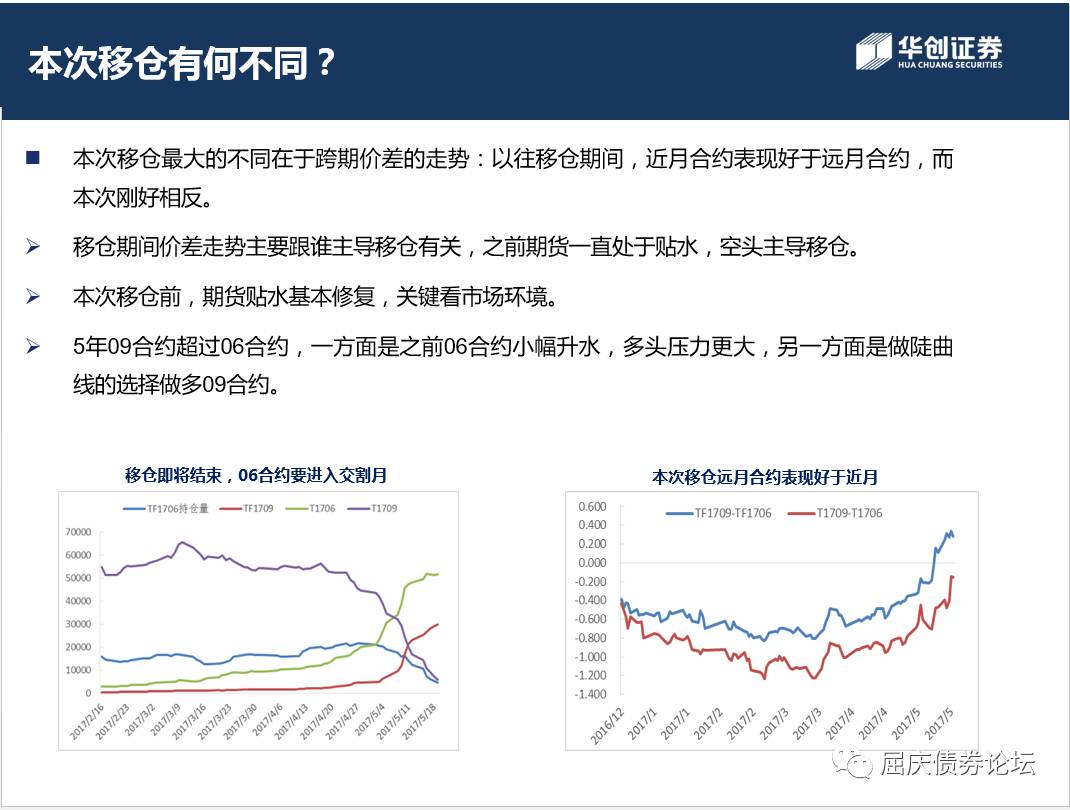 本次移仓有何不同？
华创证券
HUA CHUANG SECURITIES
本次移仓最大的不同在于跨期价差的走势：以往移仓期间，近月合约表现好于远月合约，而
本次刚好相反。
移仓期间价差走势主要跟谁主导移仓有关，之前期货一直处于贴水，空头主导移仓。
本次移仓前，期货贴水基本修复，关键看市场环境。
5年09合约超过06合约，一方面是之前06合约小幅升水，多头压力更大，另一方面是做陡曲
线的选择做多09合约。
移仓即将结束，06合约要进入交割月
TF1706持仓量 TF1709 T1706 T1709
70000
60000
50000
40000
30000
20000
10000
0
2017/2/16 2017/2/23 2017/3/2 2017/3/9 2017/3/16 2017/3/23 2017/3/30 2017/4/6 2017/4/13 2017/4/20 2017/4/27 2017/5/4 2017/5/11 2017/5/18
本次移仓远月合约表现好于近月
TF1709-TF1706 T1709-T1706
0.600
0.400
0.200
0.000
-0.200
-0.400
-0.600
-0.800
-1.000
-1.200
-1.400
2016/12 2017/1 2017/1 2017/2 2017/2 2017/3 2017/3 2017/4 2017/4 2017/5 2017/5
屈庆债券论坛